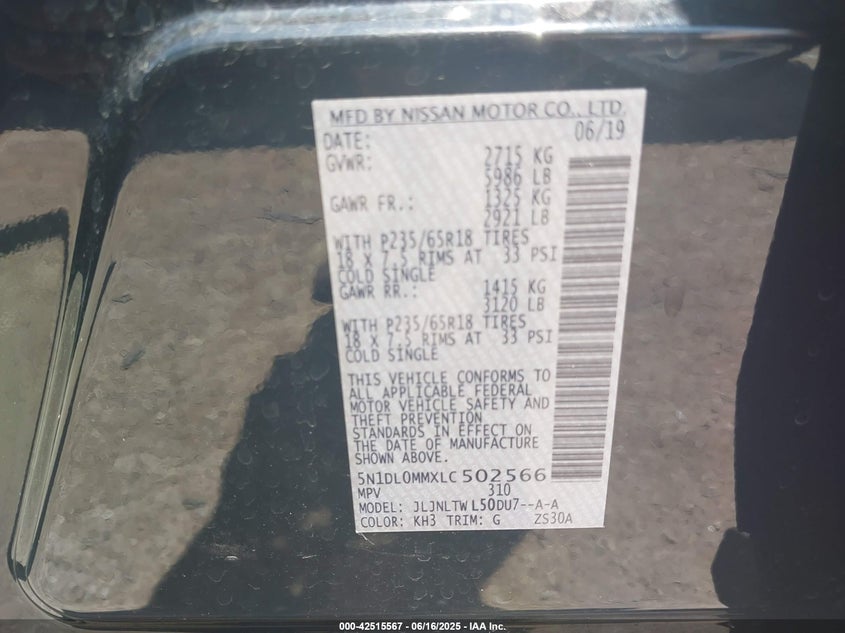 MFD BY NISSAN MOTOR CO., LTD.
DATE: 06/19
GVWR: 2715 KG
5986 LB
GAWR FR.: 1325 KG
2921 LB
WITH P235/65R18 TIRES
18 X 7.5 RIMS AT 33 PSI
COLD SINGLE
GAWR RR.: 1415 KG
3120 LB
WITH P235/65R18 TIRES
18 X 7.5 RIMS AT 33 PSI
COLD SINGLE
THIS VEHICLE CONFORMS TO
ALL APPLICABLE FEDERAL
MOTOR VEHICLE SAFETY AND
THEFT PREVENTION
STANDARDS IN EFFECT ON
THE DATE OF MANUFACTURE
SHOWN ABOVE.
5N1DL0MMXLC502566
MPV 310
MODEL: JLJNLTWL50DU7--A-A
COLOR: KH3 TRIM: G ZS30A
000-42515567 - 06/16/2025 - IAA Inc.